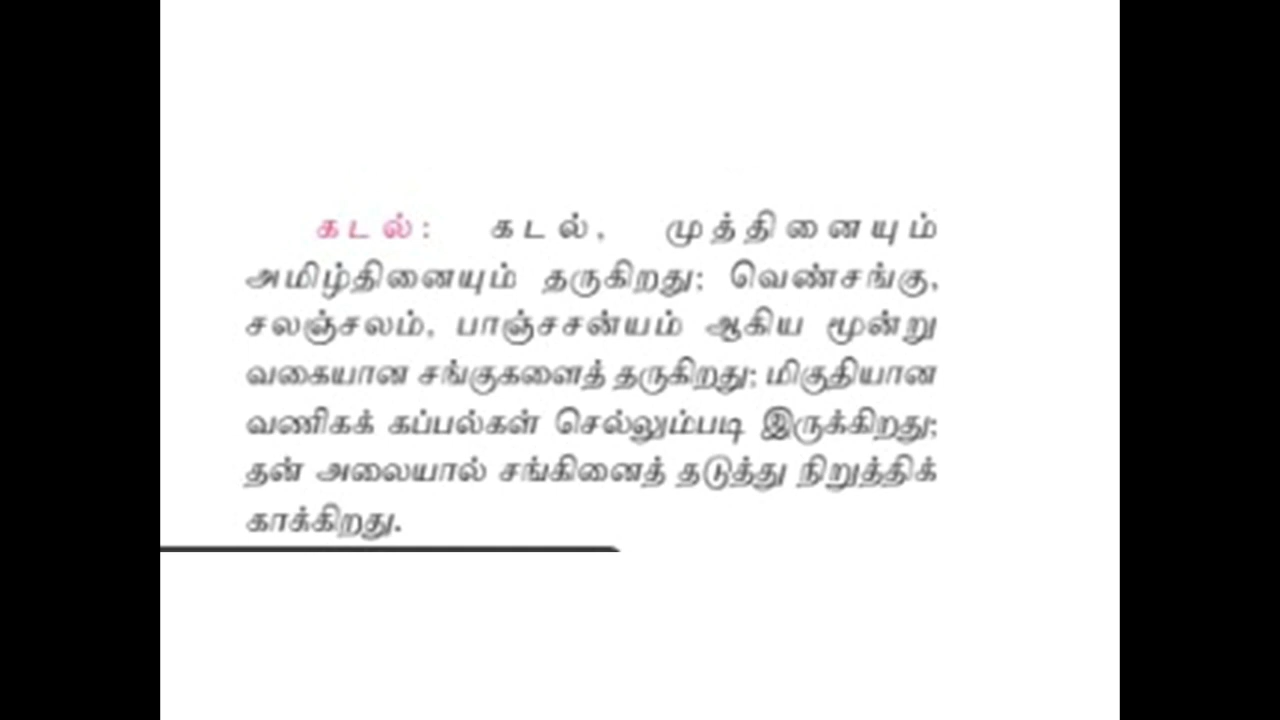 கடல்: கடல், முத்தினையும்
அமிழ்தினையும் தருகிறது; வெண்சங்கு,
சலஞ்சலம், பாஞ்சசன்யம் ஆகிய மூன்று
வகையான சங்குகளைத் தருகிறது; மிகுதியான
வணிகக் கப்பல்கள் செல்லும்படி இருக்கிறது;
தன் அலையால் சங்கினைத் தடுத்து நிறுத்திக்
காக்கிறது.